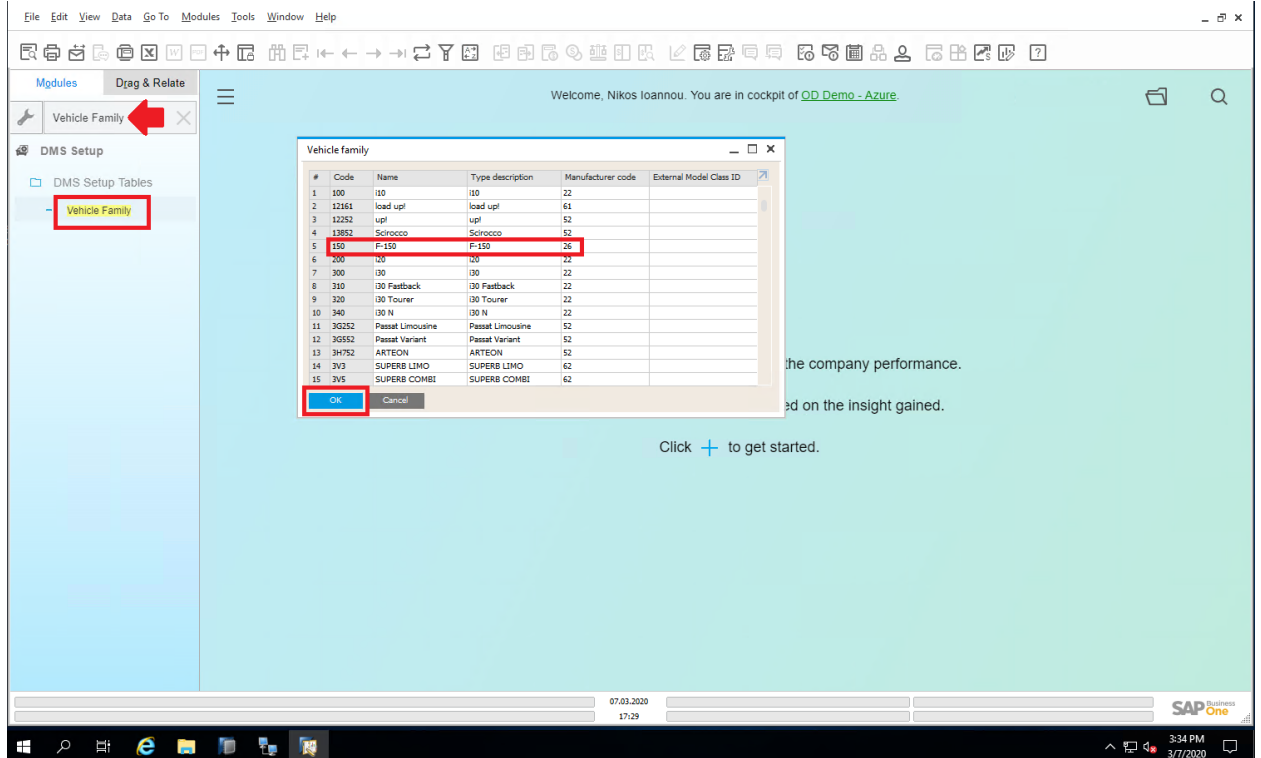 File Edit View Data Go To Modules Tools Window Help
Modules Drag & Relate
Welcome, Nikos Ioannou. You are in cockpit of OD Demo - Azure.
Vehicle Family
DMS Setup
DMS Setup Tables
Vehicle Family
Vehicle family
# Code Name Type description Manufacturer code External Model Class ID
1 100 i10 i10 22
2 12161 load up! load up! 61
3 12252 up! up! 52
4 13852 Scirocco Scirocco 52
5 150 F-150 F-150 26
6 200 i20 i20 22
7 300 i30 i30 22
8 310 i30 Fastback i30 Fastback 22
9 320 i30 Tourer i30 Tourer 22
10 340 i30 N i30 N 22
11 3G252 Passat Limousine Passat Limousine 52
12 3G552 Passat Variant Passat Variant 52
13 3H752 ARTEON ARTEON 52
14 3V3 SUPERB LIMO SUPERB LIMO 62
15 3V5 SUPERB COMBI SUPERB COMBI 62
OK Cancel
the company performance.
ed on the insight gained.
Click + to get started.
07.03.2020
17:29
SAP Business One
3:34 PM
3/7/2020